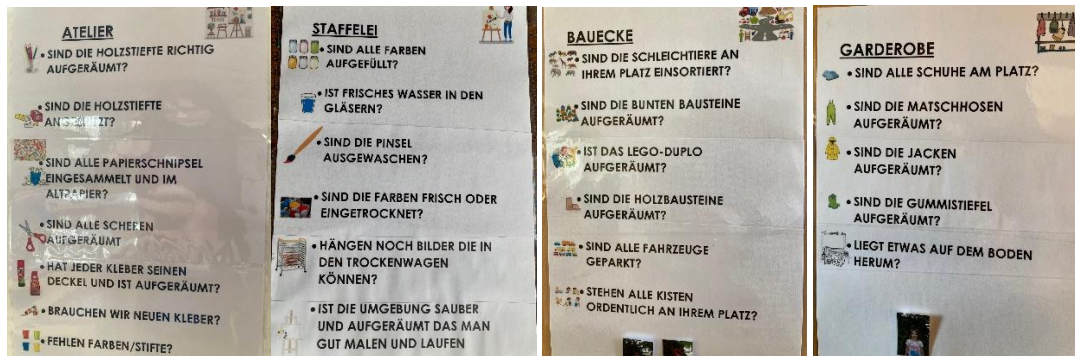 ATELIER
• SIND DIE HOLZSTIEFTE RICHTIG
AUFGERÄUMT?
• SIND DIE HOLZSTIEFTE
• SIND ALLE PAPIERSCHNIPSEL
EINGESAMMELT UND IM
ALTPAPIER?
• SIND ALLE SCHEREN
AUFGERÄUMT
• HAT JEDER KLEBER SEINEN
DECKEL UND IST AUFGERÄUMT?
• BRAUCHEN WIR NEUEN KLEBER?
• FEHLEN FARBEN/STIFTE?
STAFFELEI
• SIND ALLE FARBEN
AUFGEFÜLLT?
• IST FRISCHES WASSER IN DEN
GLÄSERN?
• SIND DIE PINSEL
AUSGEWASCHEN?
• SIND DIE FARBEN FRISCH ODER
EINGETROCKNET?
• HÄNGEN NOCH BILDER DIE IN
DEN TROCKENWAGEN
KÖNNEN?
• IST DIE UMGEBUNG SAUBER
UND AUFGERÄUMT DAS MAN
GUT MALEN UND LAUFEN
BAUECKE
• SIND DIE SCHLEICHTIERE AN
IHREM PLATZ EINSORTIERT?
• SIND DIE BUNTEN BAUSTEINE
AUFGERÄUMT?
• IST DAS LEGO-DUPLO
AUFGERÄUMT?
• SIND DIE HOLZBAUSTEINE
AUFGERÄUMT?
• SIND ALLE FAHRZEUGE
GEPARKT?
• STEHEN ALLE KISTEN
ORDENTLICH AN IHREM PLATZ?
GARDEROBE
• SIND ALLE SCHUHE AM PLATZ?
• SIND DIE MATSCHHOSEN
AUFGERÄUMT?
• SIND DIE JACKEN
AUFGERÄUMT?
• SIND DIE GUMMISTIEFEL
AUFGERÄUMT?
• LIEGT ETWAS AUF DEM BODEN
HERUM?